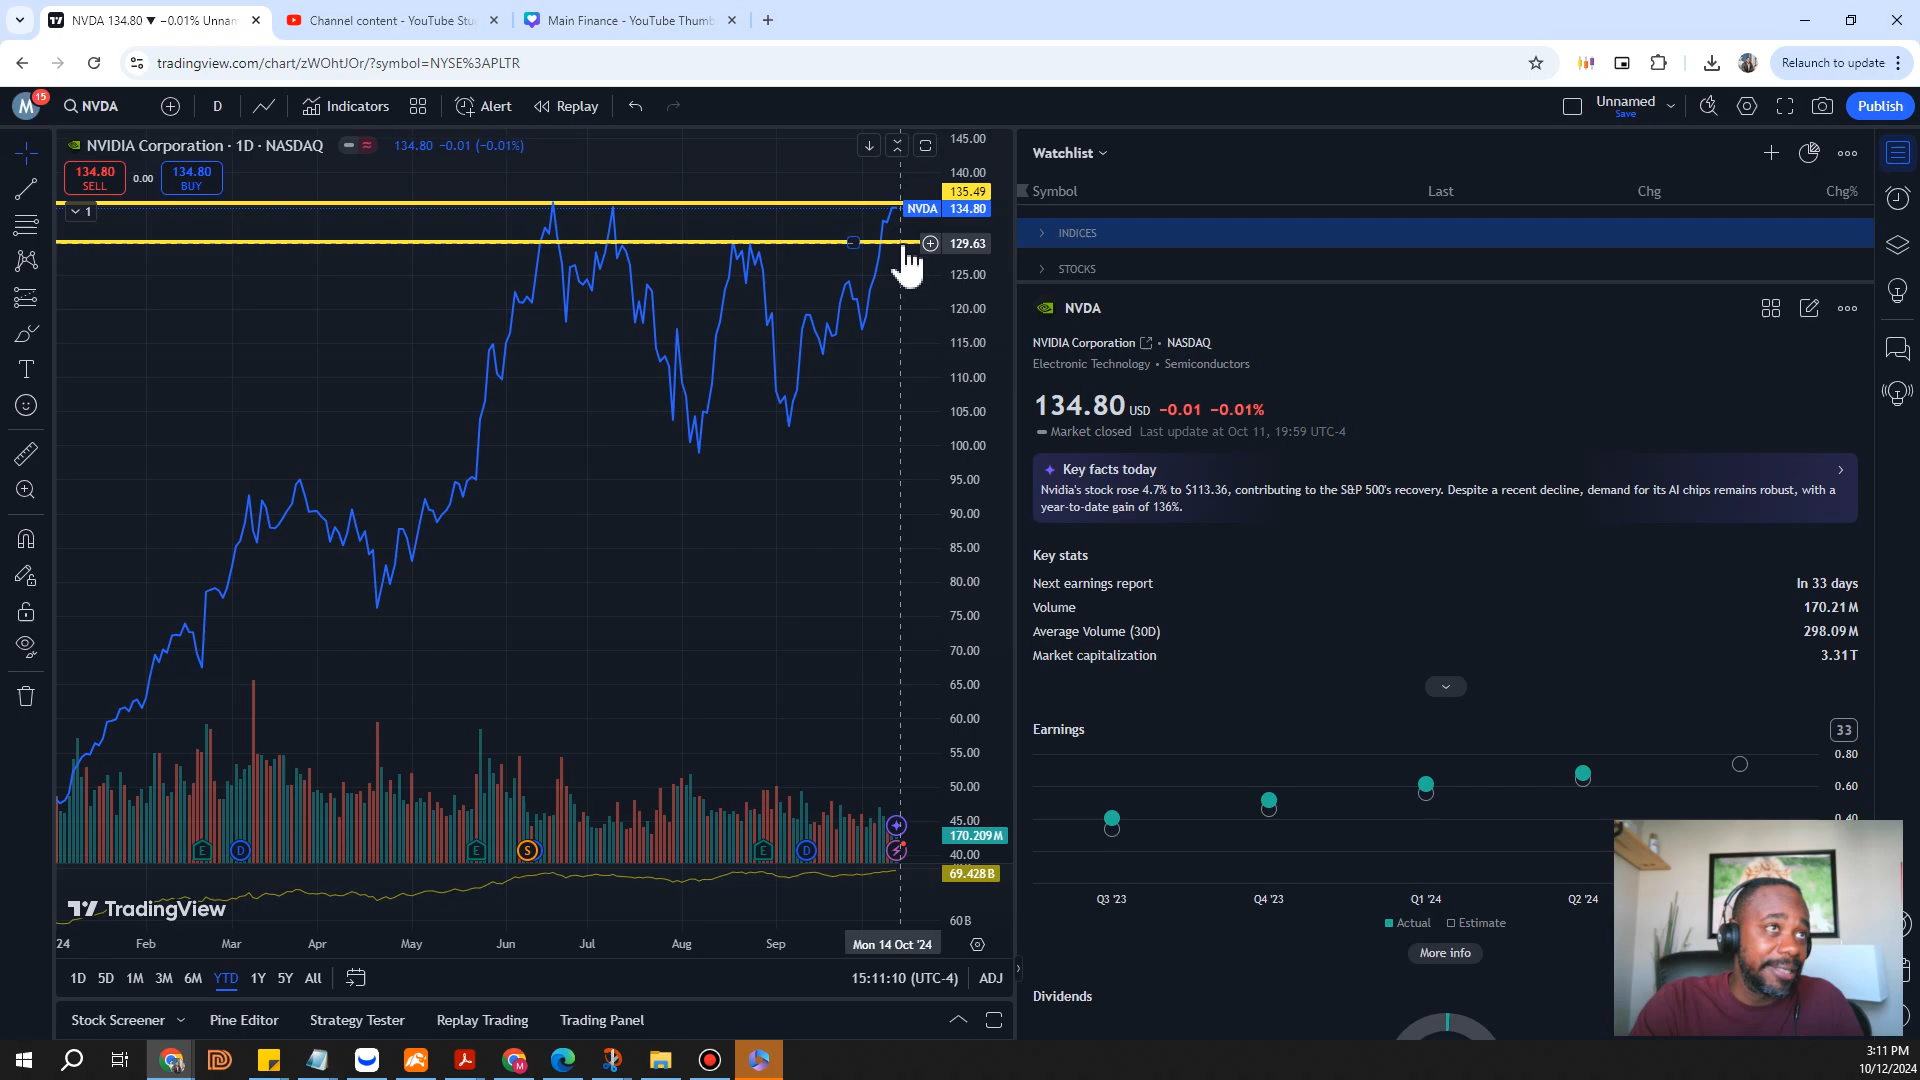 NVDA 134.80 ▼ −0.01% Unnam
Channel content - YouTube Stu
Main Finance - YouTube Thumb
tradingview.com/chart/zWOhtJOr/?symbol=NYSE%3APLTR
Relaunch to update
M
15
NVDA
D
Indicators
Alert
Replay
Unnamed
Save
Publish
NVIDIA Corporation · 1D · NASDAQ
134.80 −0.01 (−0.01%)
134.80
SELL
0.00
134.80
BUY
1
145.00
140.00
135.49
NVDA 134.80
129.63
125.00
120.00
115.00
110.00
105.00
100.00
95.00
90.00
85.00
80.00
75.00
70.00
65.00
60.00
55.00
50.00
45.00
170.209M
40.00
69.428B
60B
E
D
E
S
E
D
TradingView
24
Feb
Mar
Apr
May
Jun
Jul
Aug
Sep
Mon 14 Oct '24
1D
5D
1M
3M
6M
YTD
1Y
5Y
All
15:11:10 (UTC-4)
ADJ
Stock Screener
Pine Editor
Strategy Tester
Replay Trading
Trading Panel
Watchlist
Symbol
Last
Chg
Chg%
INDICES
STOCKS
NVDA
NVIDIA Corporation • NASDAQ
Electronic Technology • Semiconductors
134.80 USD −0.01 −0.01%
Market closed Last update at Oct 11, 19:59 UTC-4
Key facts today
Nvidia's stock rose 4.7% to $113.36, contributing to the S&P 500's recovery. Despite a recent decline, demand for its AI chips remains robust, with a
year-to-date gain of 136%.
Key stats
Next earnings report
In 33 days
Volume
170.21M
Average Volume (30D)
298.09M
Market capitalization
3.31T
Earnings
33
0.80
0.60
0.40
Q3 '23
Q4 '23
Q1 '24
Q2 '24
Actual
Estimate
More info
Dividends
3:11 PM
10/12/2024